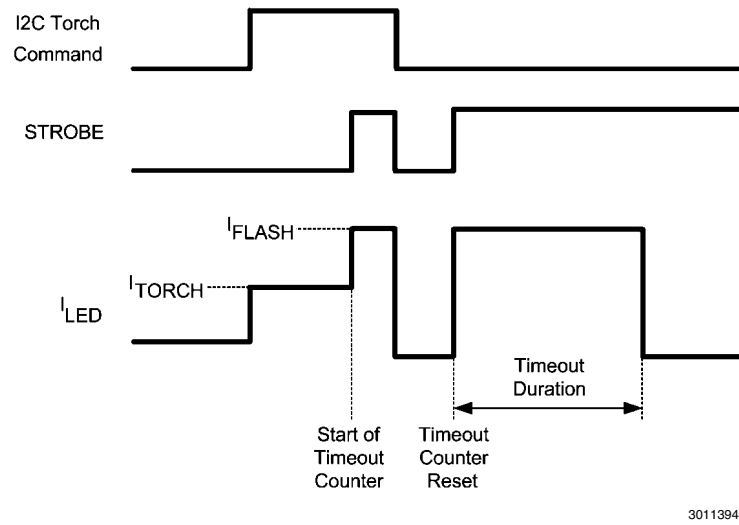 I2C Torch
Command
STROBE
IFLASH
ITORCH
ILED
Timeout
Duration
Start of
Timeout
Counter
Timeout
Counter
Reset
3011394